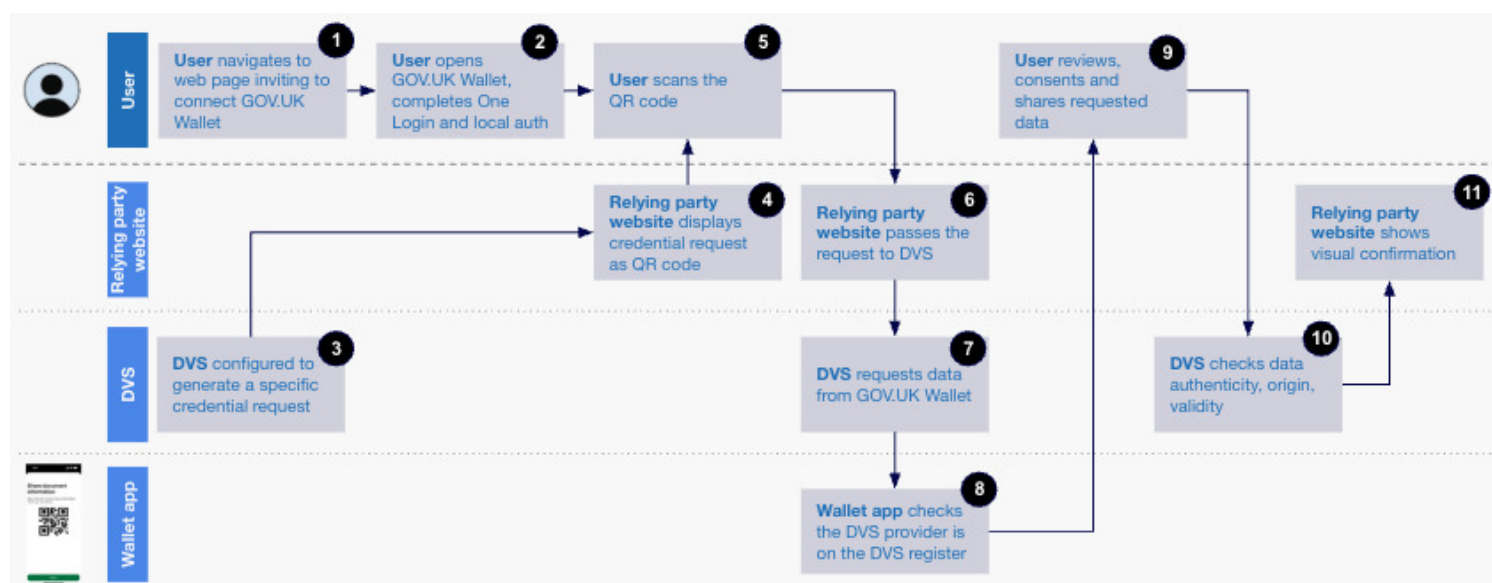 User
1
User navigates to
web page inviting to
connect GOV.UK
Wallet
2
User opens
GOV.UK Wallet,
completes One
Login and local auth
5
User scans the
QR code
9
User reviews,
consents and
shares requested
data
Relying party
website
4
Relying party
website displays
credential request
as QR code
6
Relying party
website passes the
request to DVS
11
Relying party
website shows
visual confirmation
DVS
3
DVS configured to
generate a specific
credential request
7
DVS requests data
from GOV.UK Wallet
10
DVS checks data
authenticity, origin,
validity
Share document
information
Wallet app
8
Wallet app checks
the DVS provider is
on the DVS register